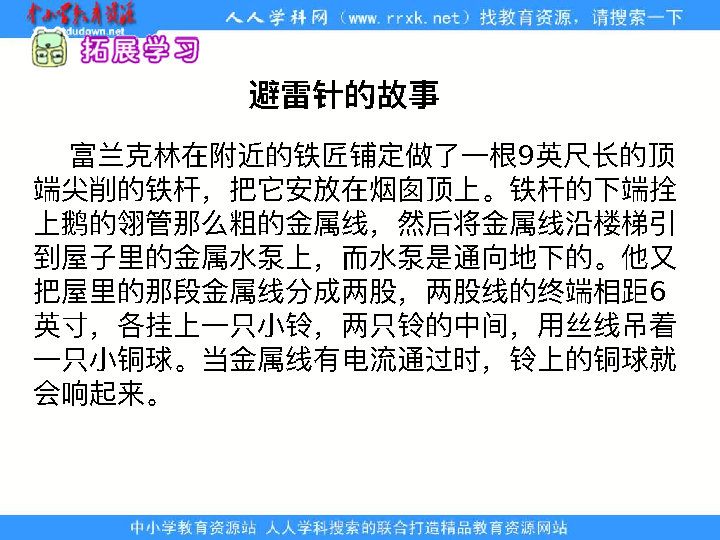 中小学教育资源
tdudown.net
人人学科网（www.rrxk.net）找教育资源，请搜索一下
拓展学习
避雷针的故事
富兰克林在附近的铁匠铺定做了一根9英尺长的顶
端尖削的铁杆，把它安放在烟囱顶上。铁杆的下端拴
上鹅的翎管那么粗的金属线，然后将金属线沿楼梯引
到屋子里的金属水泵上，而水泵是通向地下的。他又
把屋里的那段金属线分成两股，两股线的终端相距6
英寸，各挂上一只小铃，两只铃的中间，用丝线吊着
一只小铜球。当金属线有电流通过时，铃上的铜球就
会响起来。
中小学教育资源站 人人学科搜索的联合打造精品教育资源网站